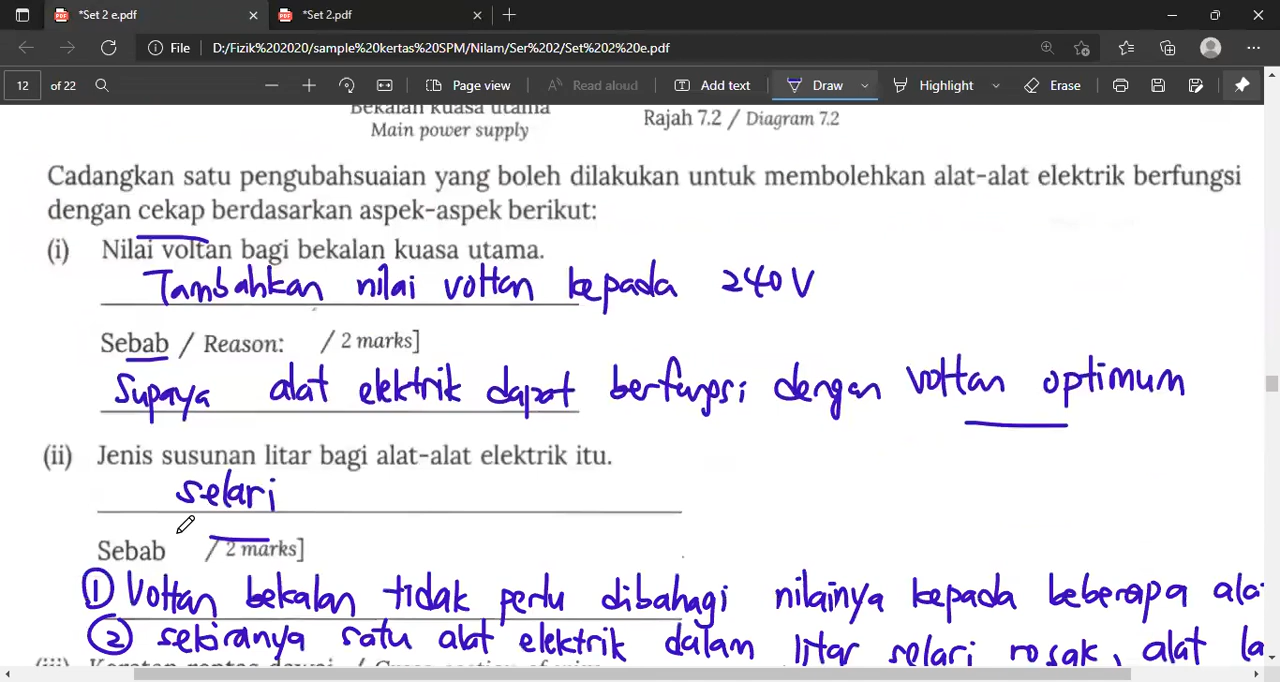 *Set 2 e.pdf
*Set 2.pdf
File D:/Fizik%202020/sample%20kertas%20SPM/Nilam/Ser%202/Set%202%20e.pdf
12 of 22 Page view Read aloud Add text Draw Highlight Erase
Bekalan kuasa utama
Main power supply
Rajah 7.2 / Diagram 7.2
Cadangkan satu pengubahsuaian yang boleh dilakukan untuk membolehkan alat-alat elektrik berfungsi
dengan cekap berdasarkan aspek-aspek berikut:
(i) Nilai voltan bagi bekalan kuasa utama.
Tambahkan nilai voltan kepada 240V
Sebab / Reason: / 2 marks]
Supaya alat elektrik dapat berfungsi dengan voltan optimum
(ii) Jenis susunan litar bagi alat-alat elektrik itu.
selari
Sebab / 2 marks]
① Voltan bekalan tidak perlu dibahagi nilainya kepada beberapa ala
② sekiranya satu alat elektrik dalam litar selari rosak, alat la